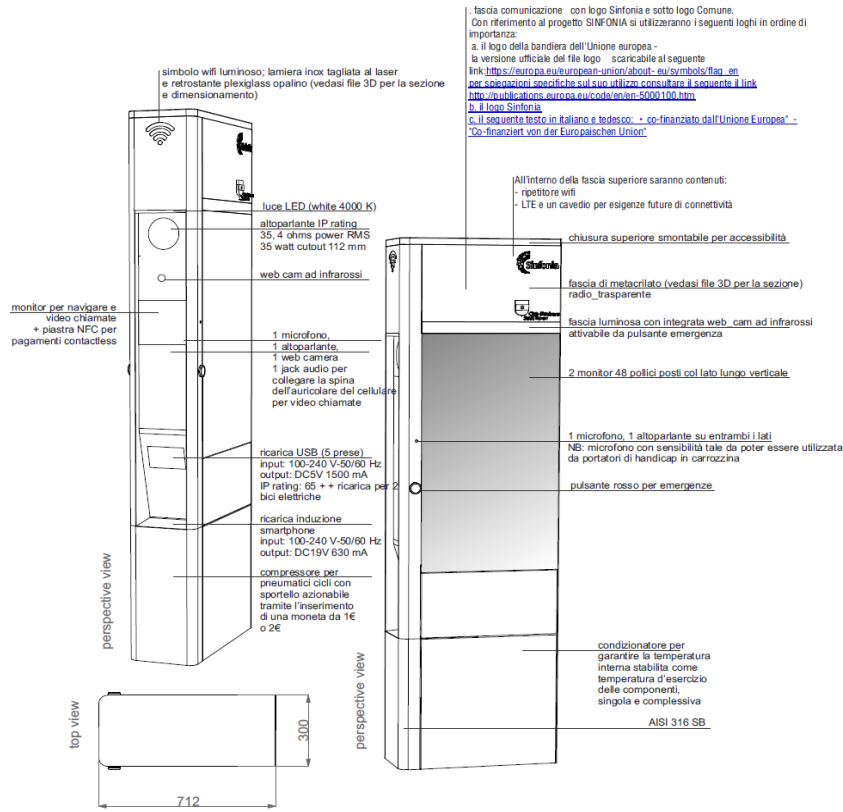 . fascia comunicazione con logo Sinfonia e sotto logo Comune.
Con riferimento al progetto SINFONIA si utilizzeranno i seguenti loghi in ordine di
importanza:
a. il logo della bandiera dell'Unione europea -
la versione ufficiale del file logo scaricabile al seguente
link:https://europa.eu/european-union/about- eu/symbols/flag_en
per spiegazioni specifiche sul suo utilizzo consultare il seguente il link
http://publications.europa.eu/code/en/en-5000100.htm
b. il logo Sinfonia
c. il seguente testo in italiano e tedesco: • co-finanziato dall'Unione Europea" -
"Co-finanziert von der Europaischen Union"
simbolo wifi luminoso; lamiera inox tagliata al laser
e retrostante plexiglass opalino (vedasi file 3D per la sezione
e dimensionamento)
luce LED (white 4000 K)
altoparlante IP rating
35, 4 ohms power RMS
35 watt cutout 112 mm
web cam ad infrarossi
monitor per navigare e
video chiamate
+ piastra NFC per
pagamenti contactless
1 microfono,
1 altoparlante,
1 web camera
1 jack audio per
collegare la spina
dell'auricolare del cellulare
per video chiamate
ricarica USB (5 prese)
input: 100-240 V-50/60 Hz
output: DC5V 1500 mA
IP rating: 65 + + ricarica per 2
bici elettriche
ricarica induzione
smartphone
input: 100-240 V-50/60 Hz
output: DC19V 630 mA
compressore per
pneumatici cicli con
sportello azionabile
tramite l'inserimento
di una moneta da 1€
o 2€
perspective view
All'interno della fascia superiore saranno contenuti:
- ripetitore wifi
- LTE e un cavedio per esigenze future di connettività
chiusura superiore smontabile per accessibilità
Sinfonia
fascia di metacrilato (vedasi file 3D per la sezione)
radio_trasparente
fascia luminosa con integrata web_cam ad infrarossi
attivabile da pulsante emergenza
2 monitor 48 pollici posti col lato lungo verticale
1 microfono, 1 altoparlante su entrambi i lati
NB: microfono con sensibilità tale da poter essere utilizzata
da portatori di handicap in carrozzina
pulsante rosso per emergenze
condizionatore per
garantire la temperatura
interna stabilita come
temperatura d'esercizio
delle componenti,
singola e complessiva
AISI 316 SB
perspective view
top view
300
712